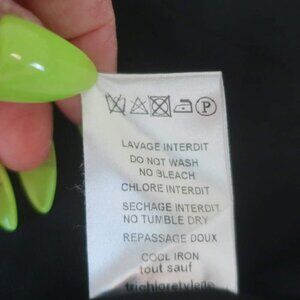 P
LAVAGE INTERDIT
DO NOT WASH
NO BLEACH
CHLORE INTERDIT
SECHAGE INTERDIT
NO TUMBLE DRY
REPASSAGE DOUX
COOL IRON
tout sauf